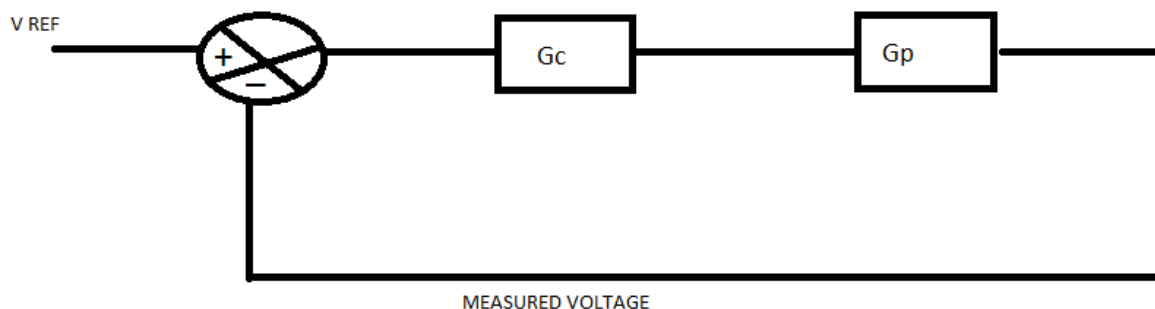 V REF
+
−
Gc
Gp
MEASURED VOLTAGE